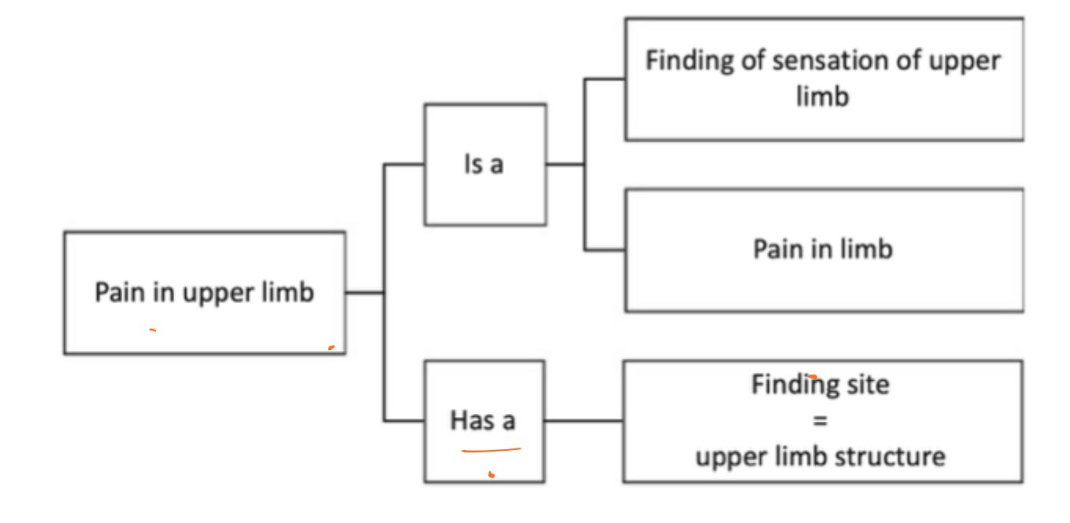 Finding of sensation of upper
limb
Is a
Pain in limb
Pain in upper limb
Has a
Finding site
=
upper limb structure